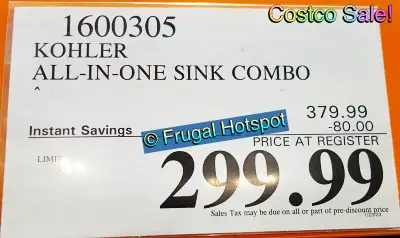 Costco Sale!
1600305
KOHLER
ALL-IN-ONE SINK COMBO
^
379.99
Instant Savings -80.00
© Frugal Hotspot
PRICE AT REGISTER
299.99
Sales Tax may be due on all or part of pre-discount price